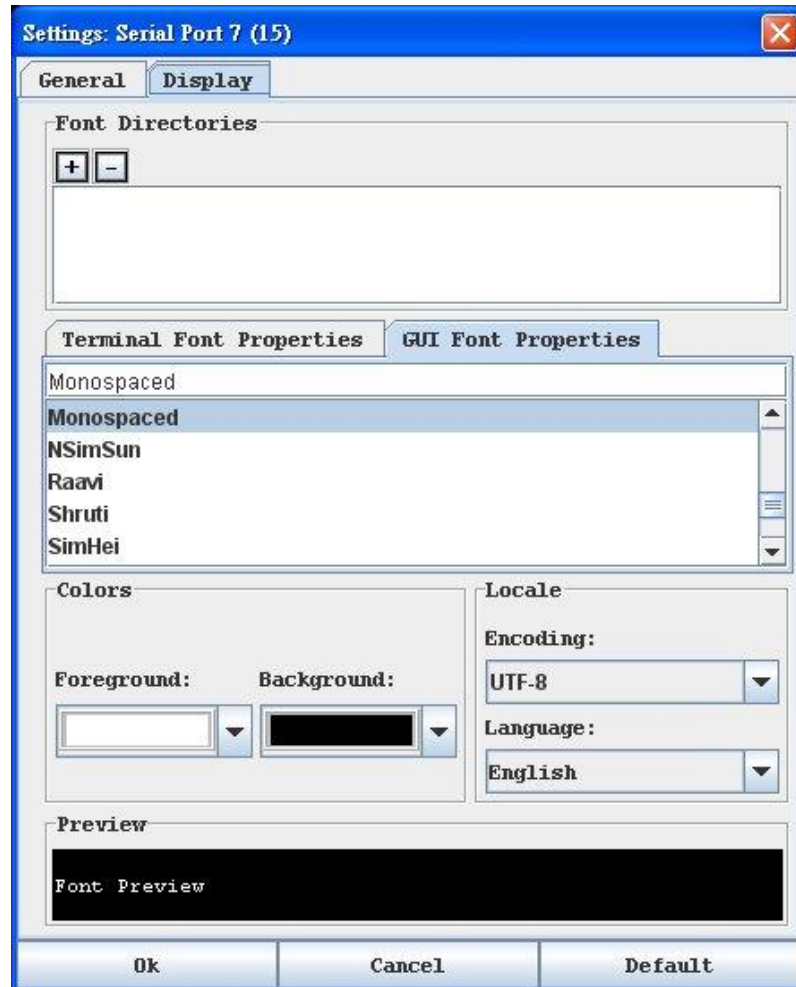 Settings: Serial Port 7 (15)
General Display
Font Directories
+ -
Terminal Font Properties GUI Font Properties
Monospaced
Monospaced
NSimSun
Raavi
Shruti
SimHei
Colors Locale
Encoding:
Foreground: Background: UTF-8
Language:
English
Preview
Font Preview
Ok Cancel Default